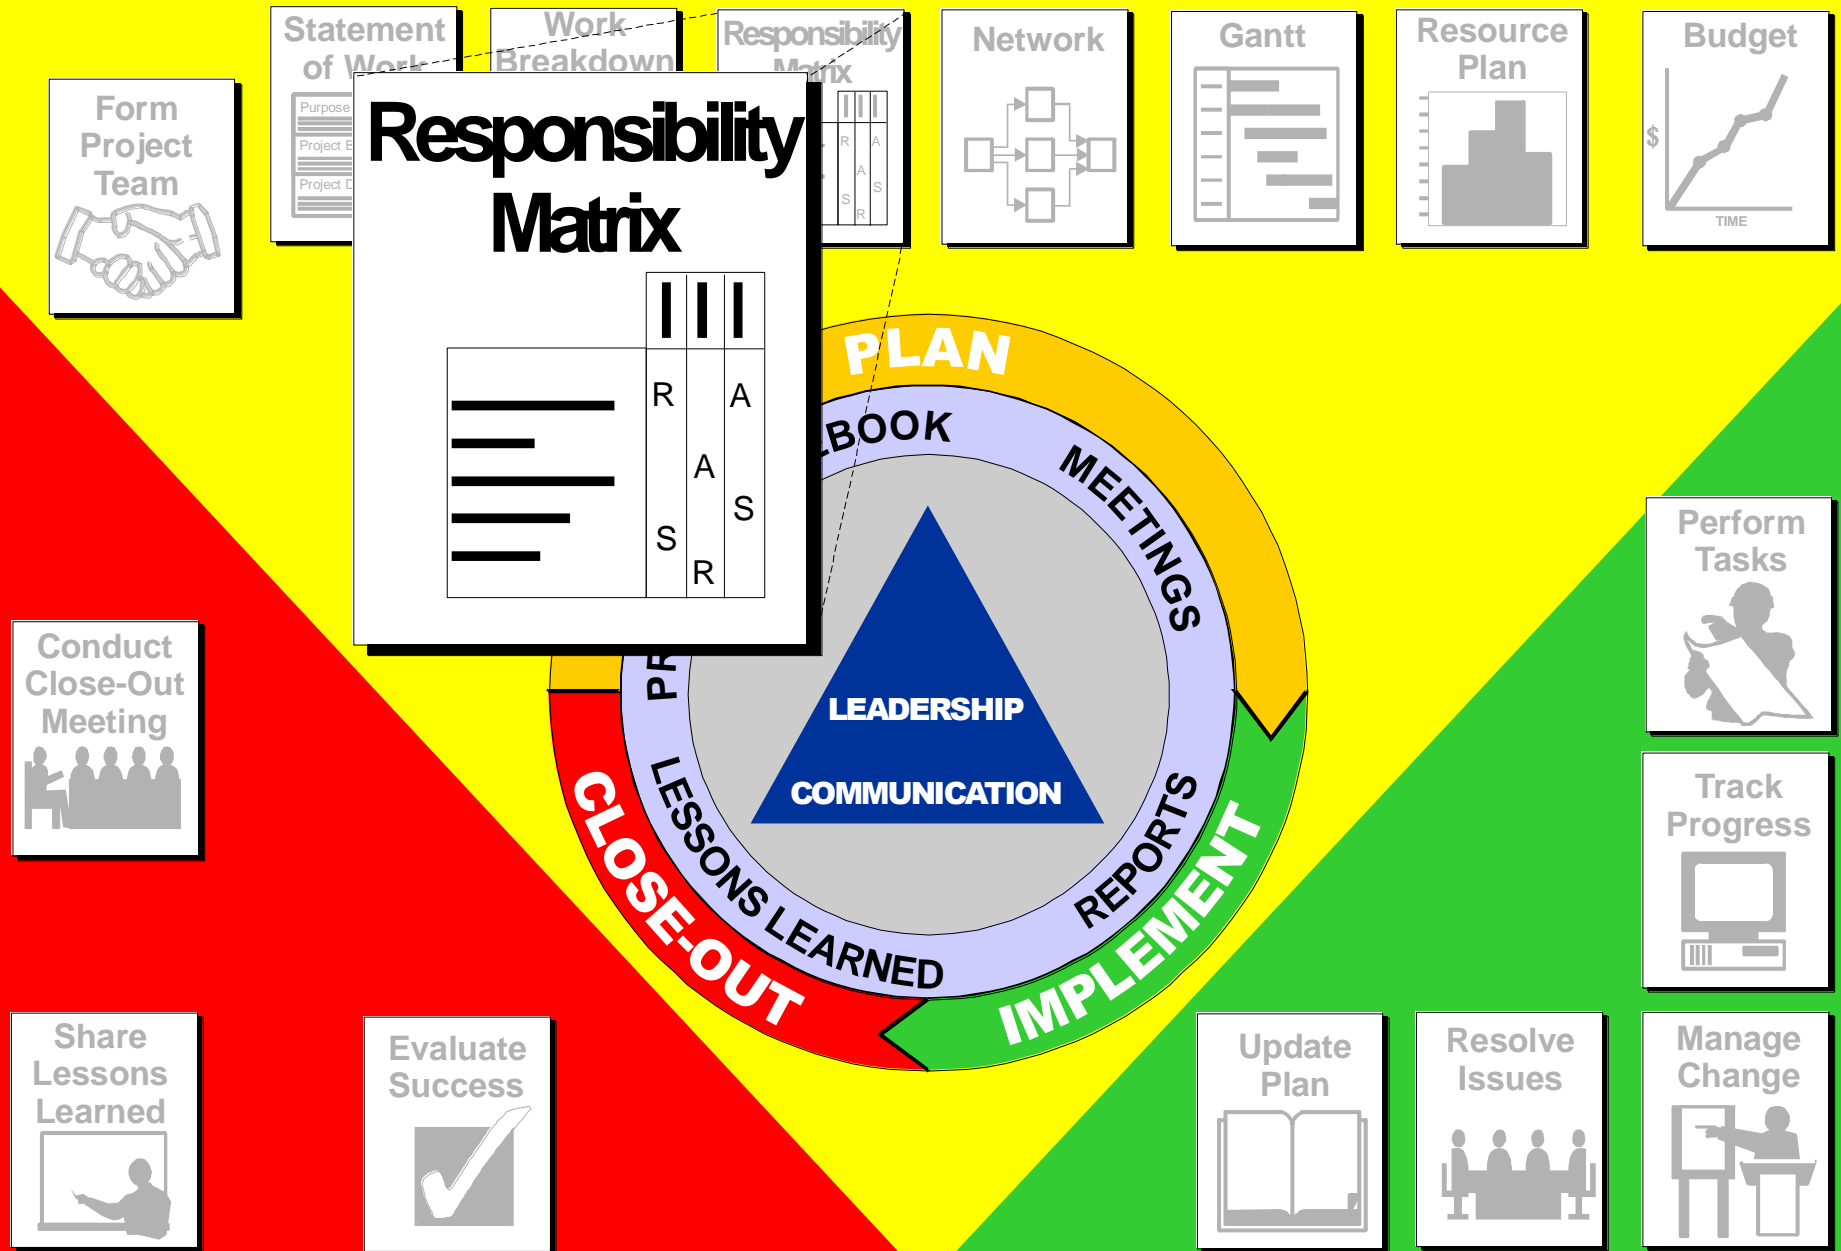 Statement
of Work
Work
Breakdown
Responsibility
Matrix
Network
Gantt
Resource
Plan
Budget
$
TIME
Form
Project
Team
Purpose
Project
Project
R A
A
S
S
R
Responsibility
Matrix
R A
A
S
S
R
PLAN
MEETINGS
LEADERSHIP
COMMUNICATION
LESSONS LEARNED
REPORTS
CLOSE-OUT
IMPLEMENT
Perform
Tasks
Track
Progress
Manage
Change
Resolve
Issues
Update
Plan
Conduct
Close-Out
Meeting
Share
Lessons
Learned
Evaluate
Success